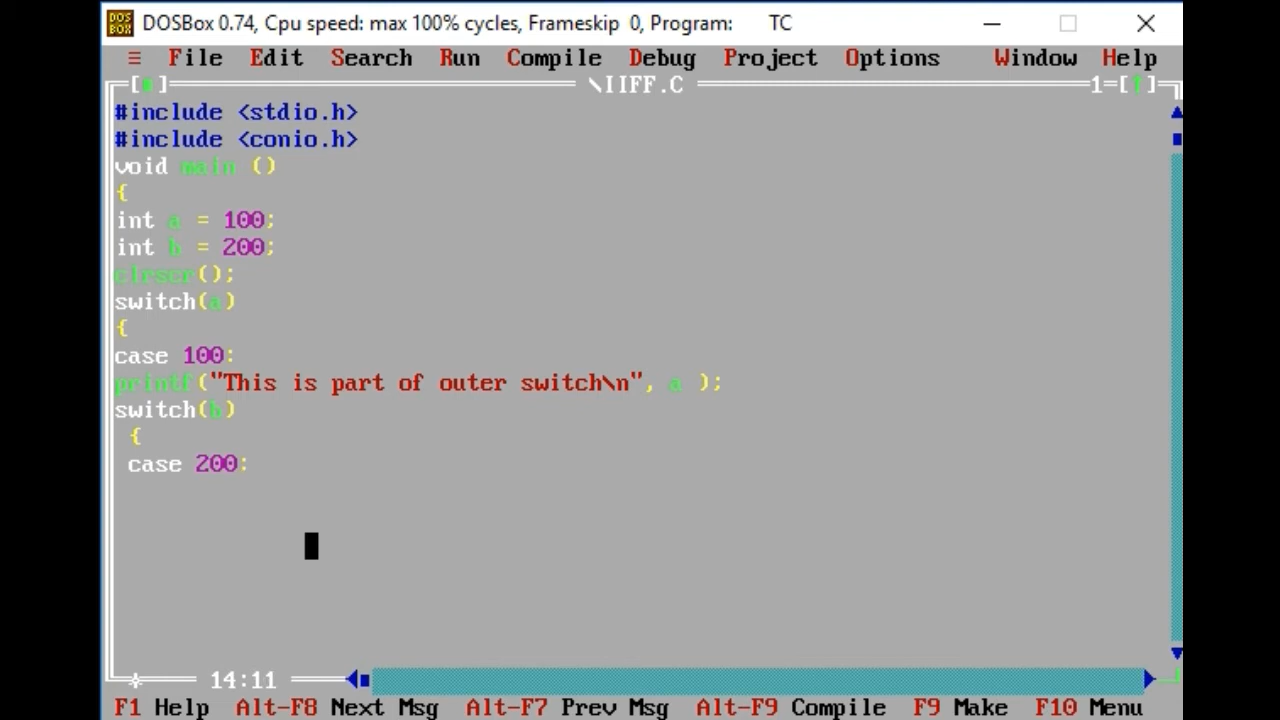 DOS BOX DOSBox 0.74, Cpu speed: max 100% cycles, Frameskip 0, Program: TC
≡ File Edit Search Run Compile Debug Project Options Window Help
\IIFF.C 1
#include <stdio.h>
#include <conio.h>
void main ()
{
int a = 100;
int b = 200;
clrscr();
switch(a)
{
case 100:
printf("This is part of outer switch\n", a );
switch(b)
{
case 200:
14:11
F1 Help Alt-F8 Next Msg Alt-F7 Prev Msg Alt-F9 Compile F9 Make F10 Menu